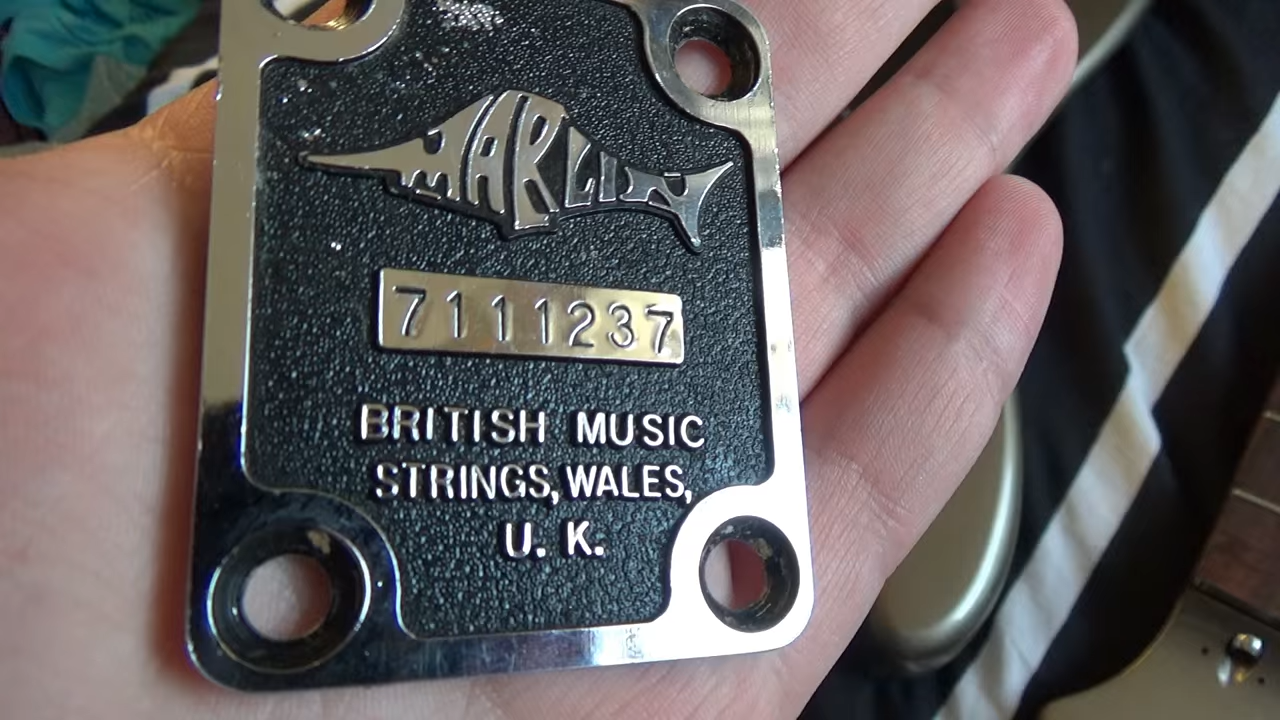 MARLIN
7111237
BRITISH MUSIC
STRINGS, WALES,
U. K.